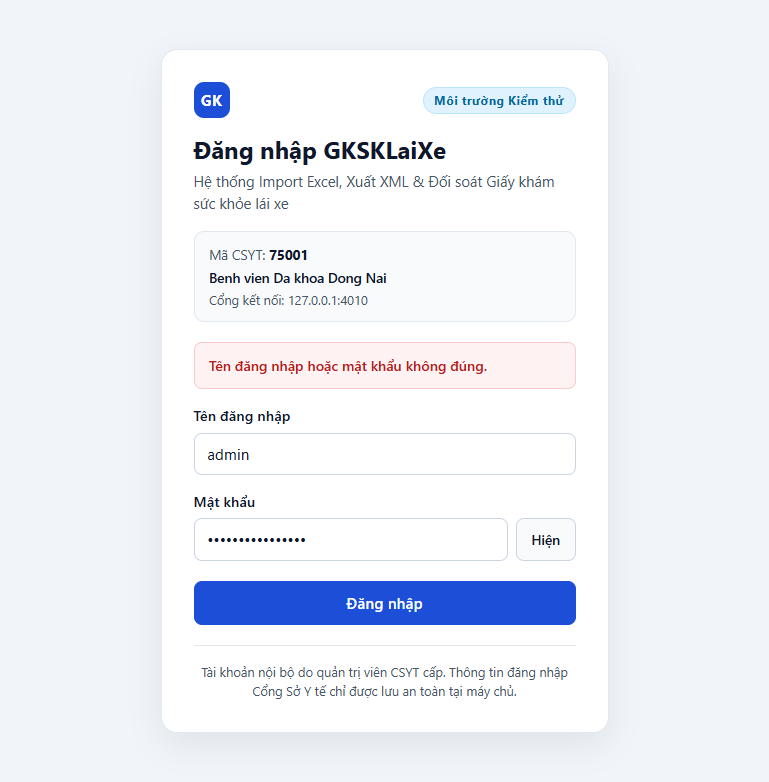 GK
Môi trường Kiểm thử
Đăng nhập GKSKLaiXe
Hệ thống Import Excel, Xuất XML & Đối soát Giấy khám
sức khỏe lái xe
Mã CSYT: 75001
Benh vien Da khoa Dong Nai
Cổng kết nối: 127.0.0.1:4010
Tên đăng nhập hoặc mật khẩu không đúng.
Tên đăng nhập
admin
Mật khẩu
••••••••••••••••
Hiện
Đăng nhập
Tài khoản nội bộ do quản trị viên CSYT cấp. Thông tin đăng nhập
Cổng Sở Y tế chỉ được lưu an toàn tại máy chủ.